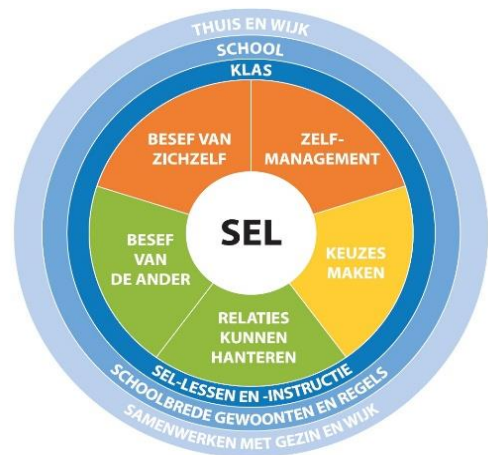 THUIS EN WIJK
SCHOOL
KLAS
BESEF VAN
ZICHZELF
ZELF-
MANAGEMENT
SEL
BESEF
VAN
DE ANDER
KEUZES
MAKEN
RELATIES
KUNNEN
HANTEREN
SEL-LESSEN EN -INSTRUCTIE
SCHOOLBREDE GEWOONTEN EN REGELS
SAMENWERKEN MET GEZIN EN WIJK